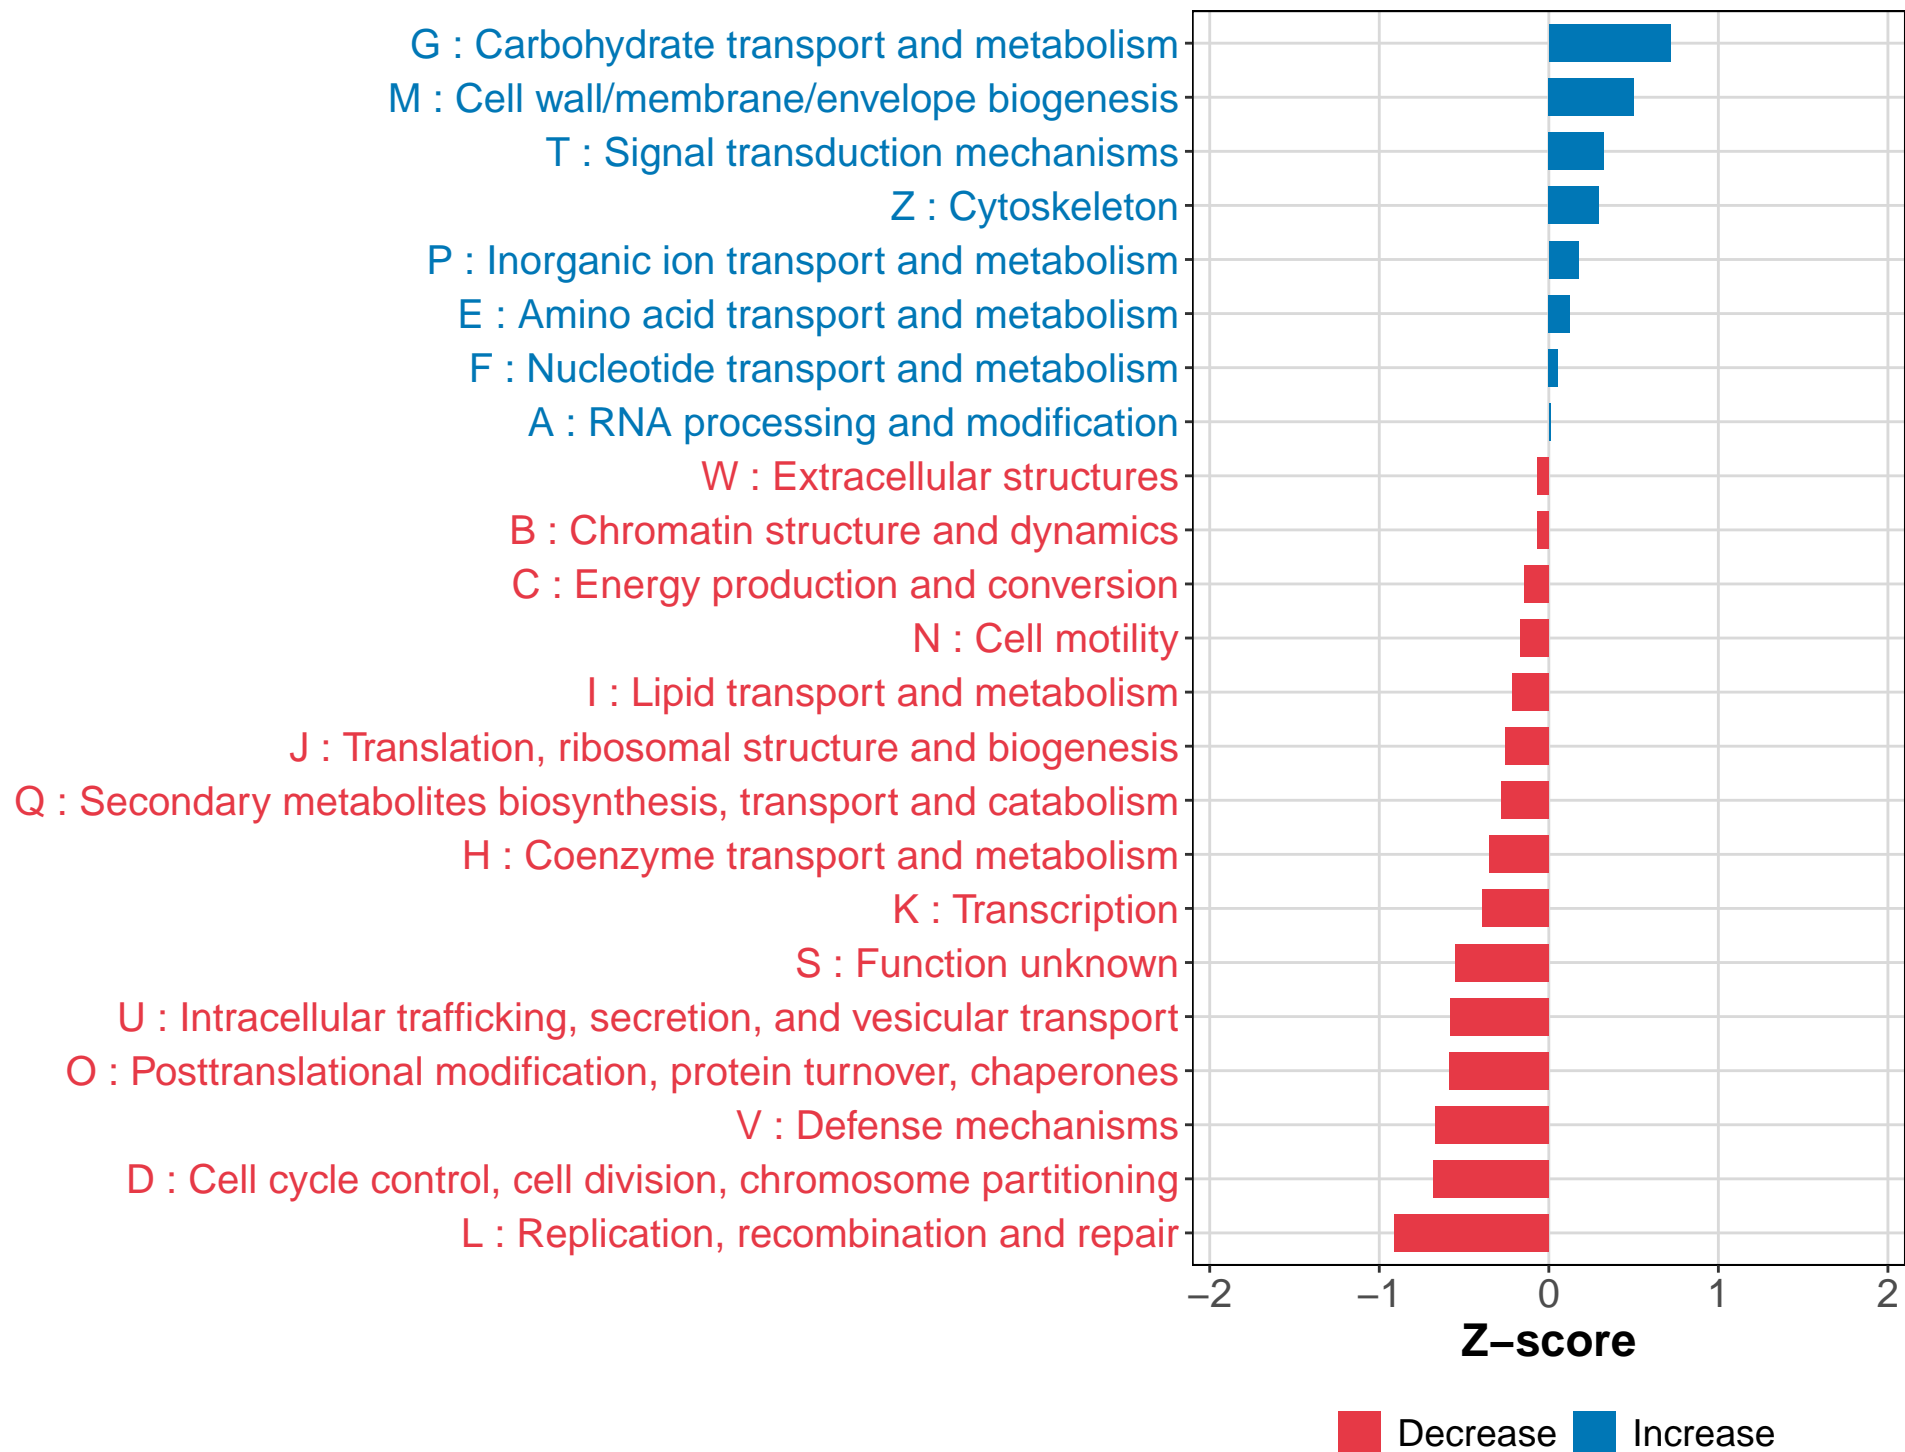 G : Carbohydrate transport and metabolism
M : Cell wall/membrane/envelope biogenesis
T : Signal transduction mechanisms
Z : Cytoskeleton
P : Inorganic ion transport and metabolism
E : Amino acid transport and metabolism
F : Nucleotide transport and metabolism
A : RNA processing and modification
W : Extracellular structures
B : Chromatin structure and dynamics
C : Energy production and conversion
N : Cell motility
I : Lipid transport and metabolism
J : Translation, ribosomal structure and biogenesis
Q : Secondary metabolites biosynthesis, transport and catabolism
H : Coenzyme transport and metabolism
K : Transcription
S : Function unknown
U : Intracellular trafficking, secretion, and vesicular transport
O : Posttranslational modification, protein turnover, chaperones
V : Defense mechanisms
D : Cell cycle control, cell division, chromosome partitioning
L : Replication, recombination and repair
−2 −1 0 1 2
Z−score
Decrease Increase